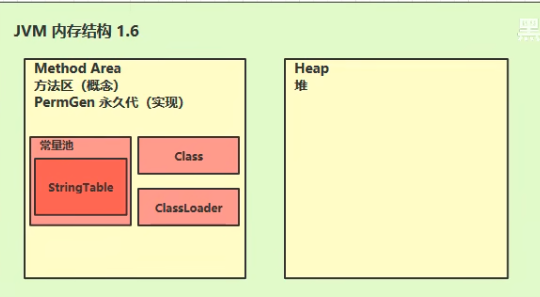 JVM 内存结构 1.6
黑
Method Area
方法区（概念）
PermGen 永久代（实现）
常量池
StringTable
Class
ClassLoader
Heap
堆